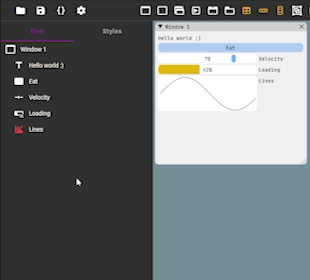 Tree Styles
Window 1
Hello world :)
Eat
Velocity
Loading
Lines
Window 1
Hello world :)
Eat
78 Velocity
42% Loading
Lines